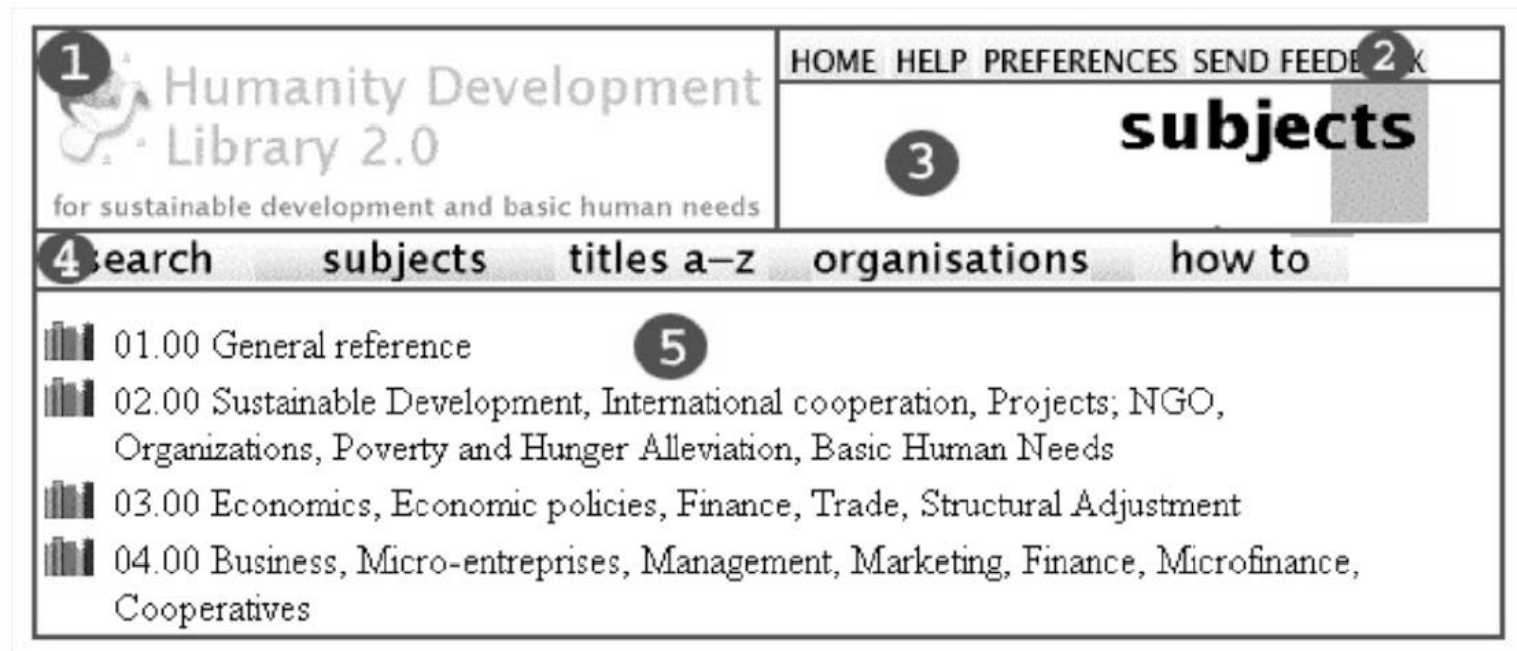 1
Humanity Development
Library 2.0
for sustainable development and basic human needs
HOME HELP PREFERENCES SEND 2
subjects
3
4 search subjects titles a–z organisations how to
5
01.00 General reference
02.00 Sustainable Development, International cooperation, Projects; NGO,
Organizations, Poverty and Hunger Alleviation, Basic Human Needs
03.00 Economics, Economic policies, Finance, Trade, Structural Adjustment
04.00 Business, Micro-entreprises, Management, Marketing, Finance, Microfinance,
Cooperatives